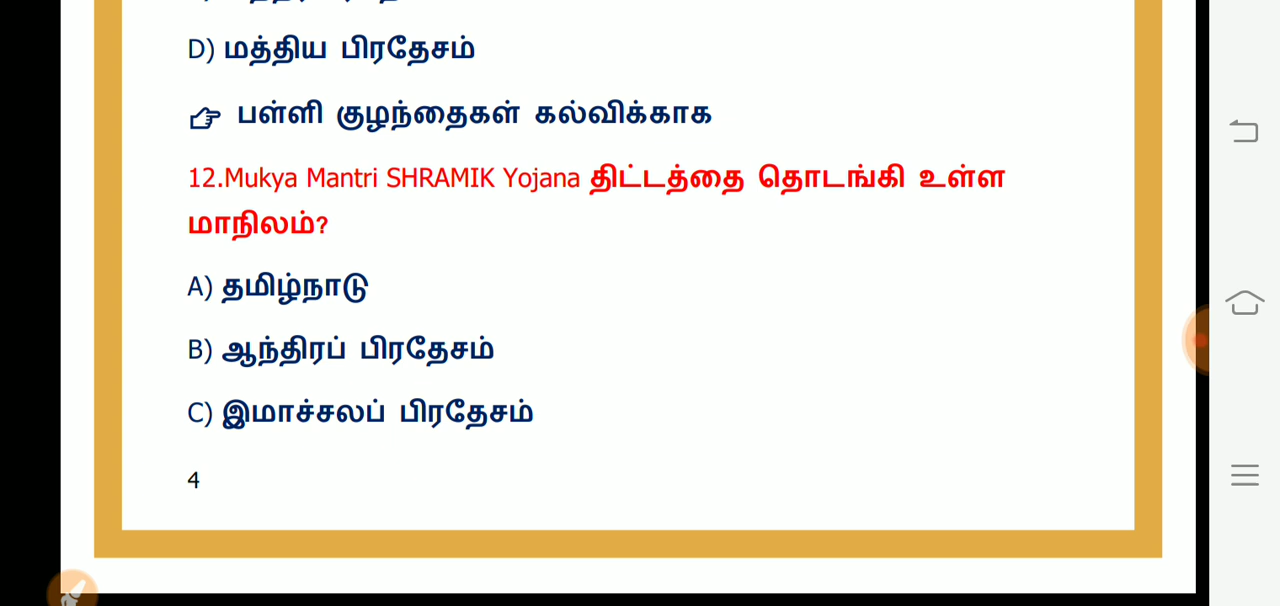 D) மத்திய பிரதேசம்
👉 பள்ளி குழந்தைகள் கல்விக்காக
12.Mukya Mantri SHRAMIK Yojana திட்டத்தை தொடங்கி உள்ள
மாநிலம்?
A) தமிழ்நாடு
B) ஆந்திரப் பிரதேசம்
C) இமாச்சலப் பிரதேசம்
4